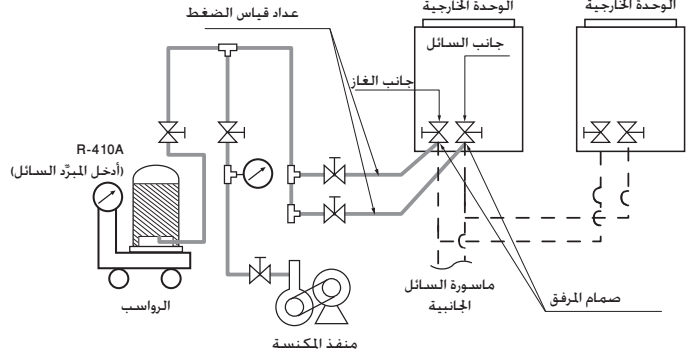 الوحدة الخارجية
الوحدة الخارجية
عداد قياس الضغط
جانب السائل
جانب الغاز
R-410A
(أدخل المبرِّد السائل)
ماسورة السائل
الجانبية
صمام المرفق
الرواسب
منفذ المكنسة